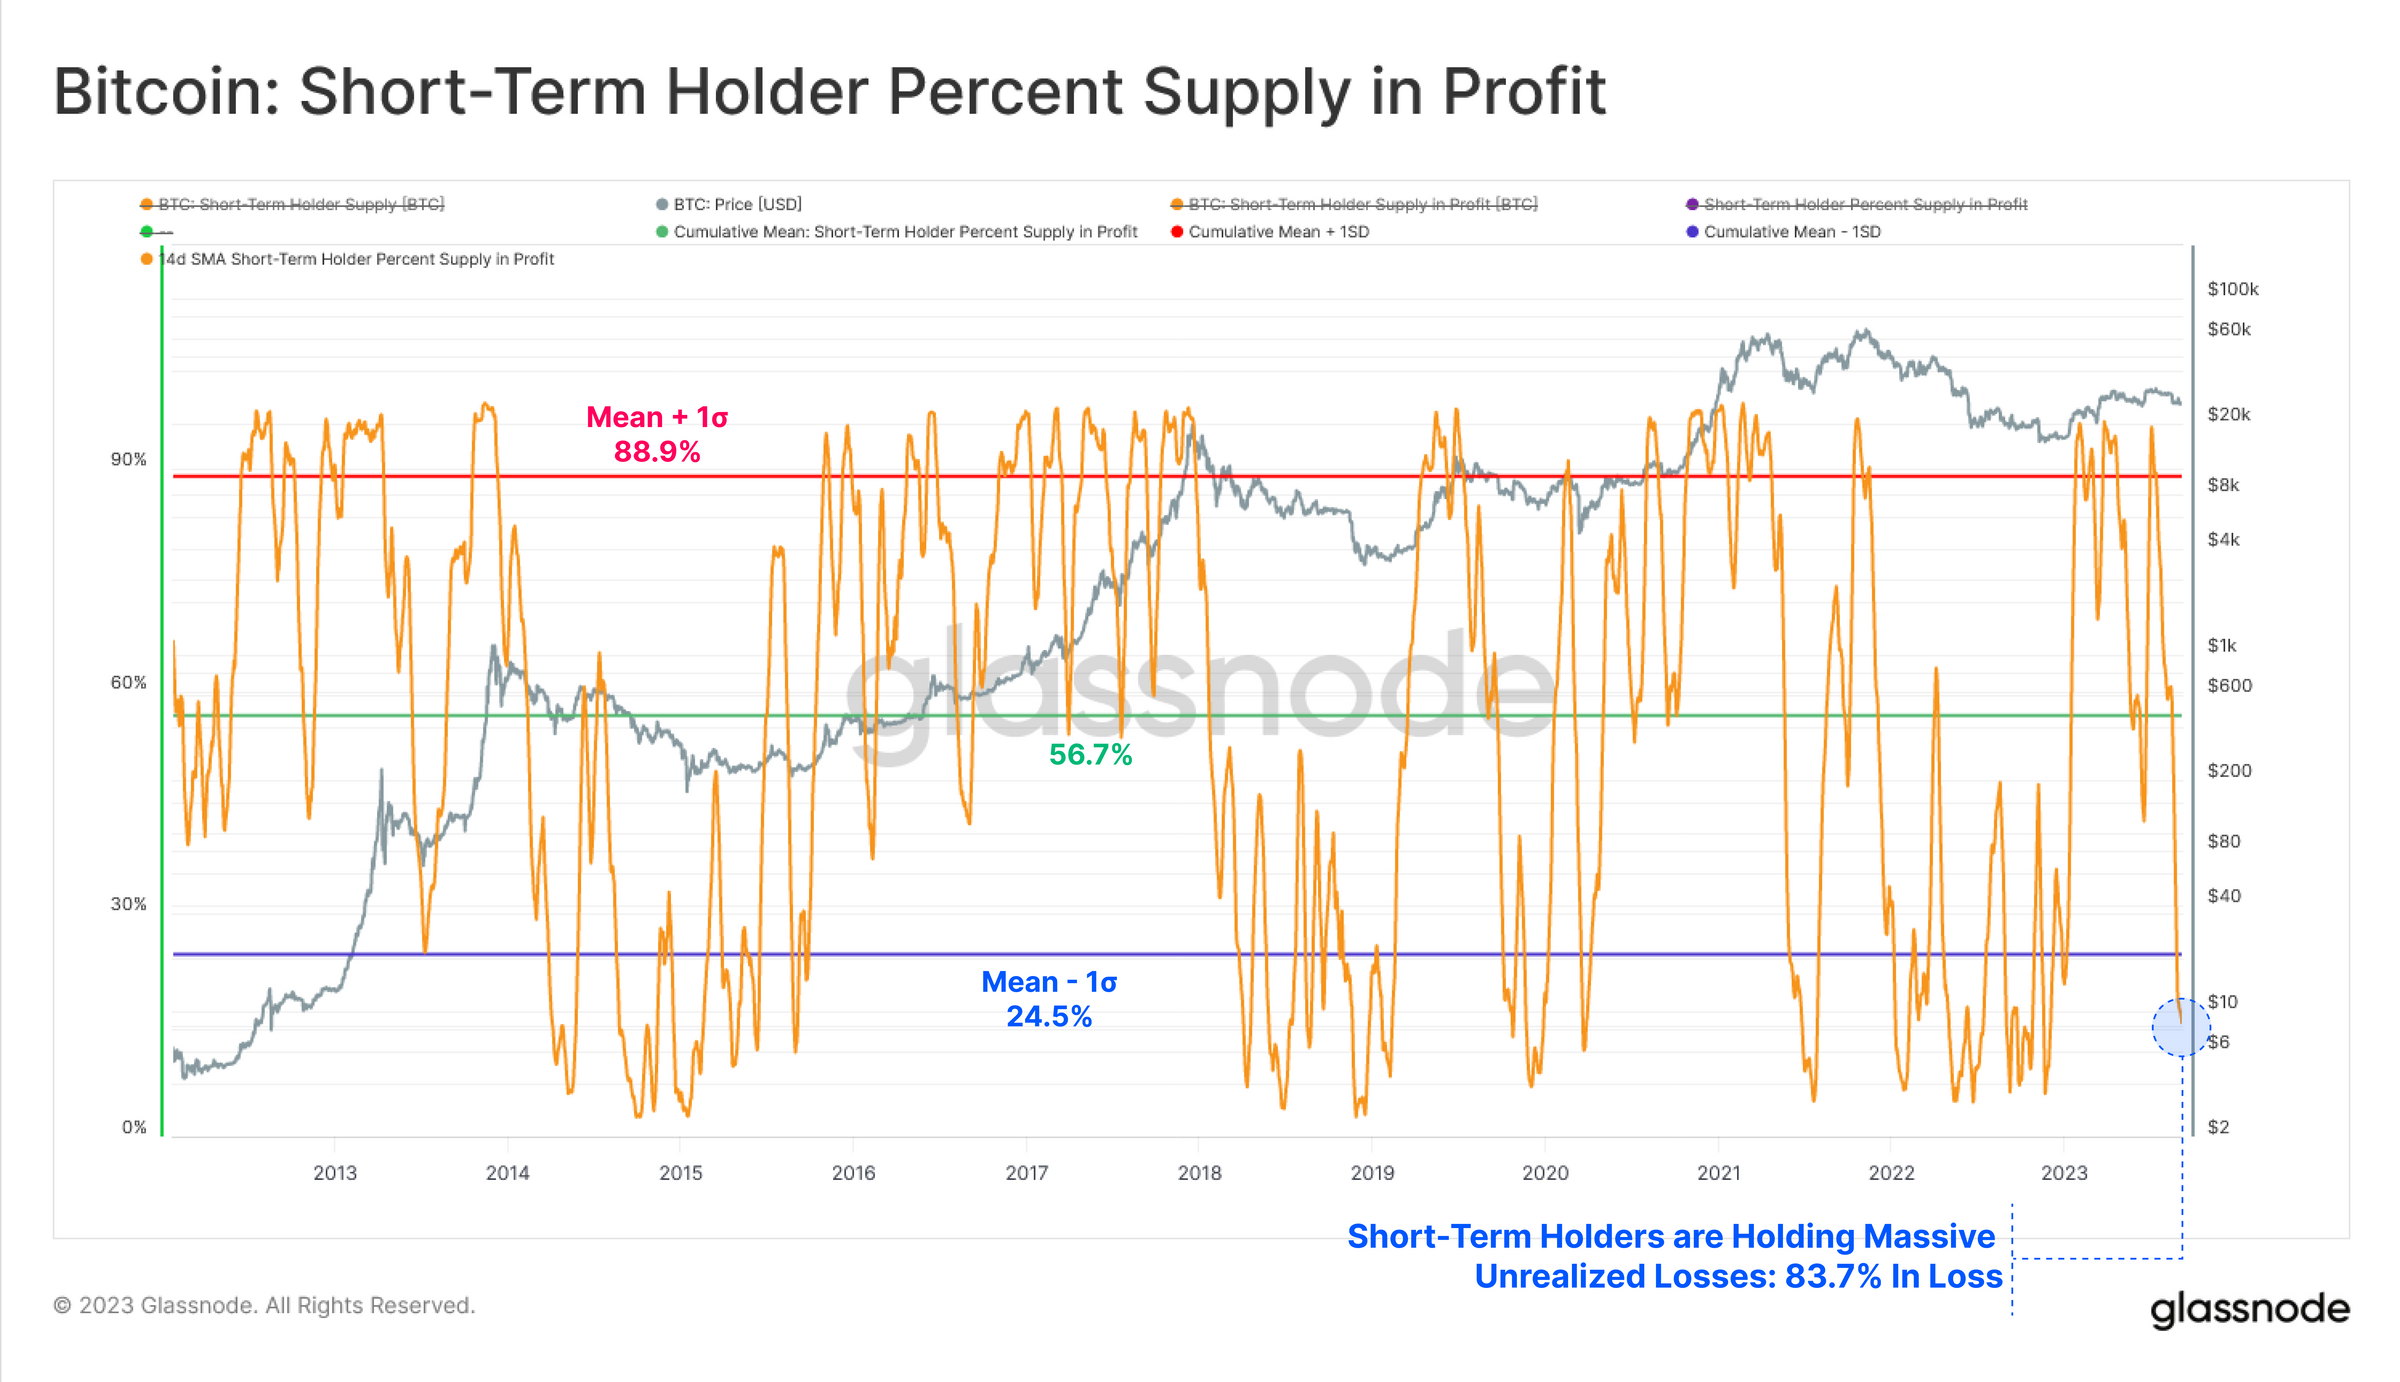 Bitcoin: Short-Term Holder Percent Supply in Profit
BTC: Short-Term Holder Supply [BTC]
BTC: Price [USD]
BTC: Short-Term Holder Supply in Profit [BTC]
Short-Term Holder Percent Supply in Profit
--
Cumulative Mean: Short-Term Holder Percent Supply in Profit
Cumulative Mean + 1SD
Cumulative Mean - 1SD
14d SMA Short-Term Holder Percent Supply in Profit
90%
60%
30%
0%
$100k
$60k
$20k
$8k
$4k
$1k
$600
$200
$80
$40
$10
$6
$2
Mean + 1σ
88.9%
glassnode
56.7%
Mean - 1σ
24.5%
2013
2014
2015
2016
2017
2018
2019
2020
2021
2022
2023
Short-Term Holders are Holding Massive
Unrealized Losses: 83.7% In Loss
© 2023 Glassnode. All Rights Reserved.
glassnode